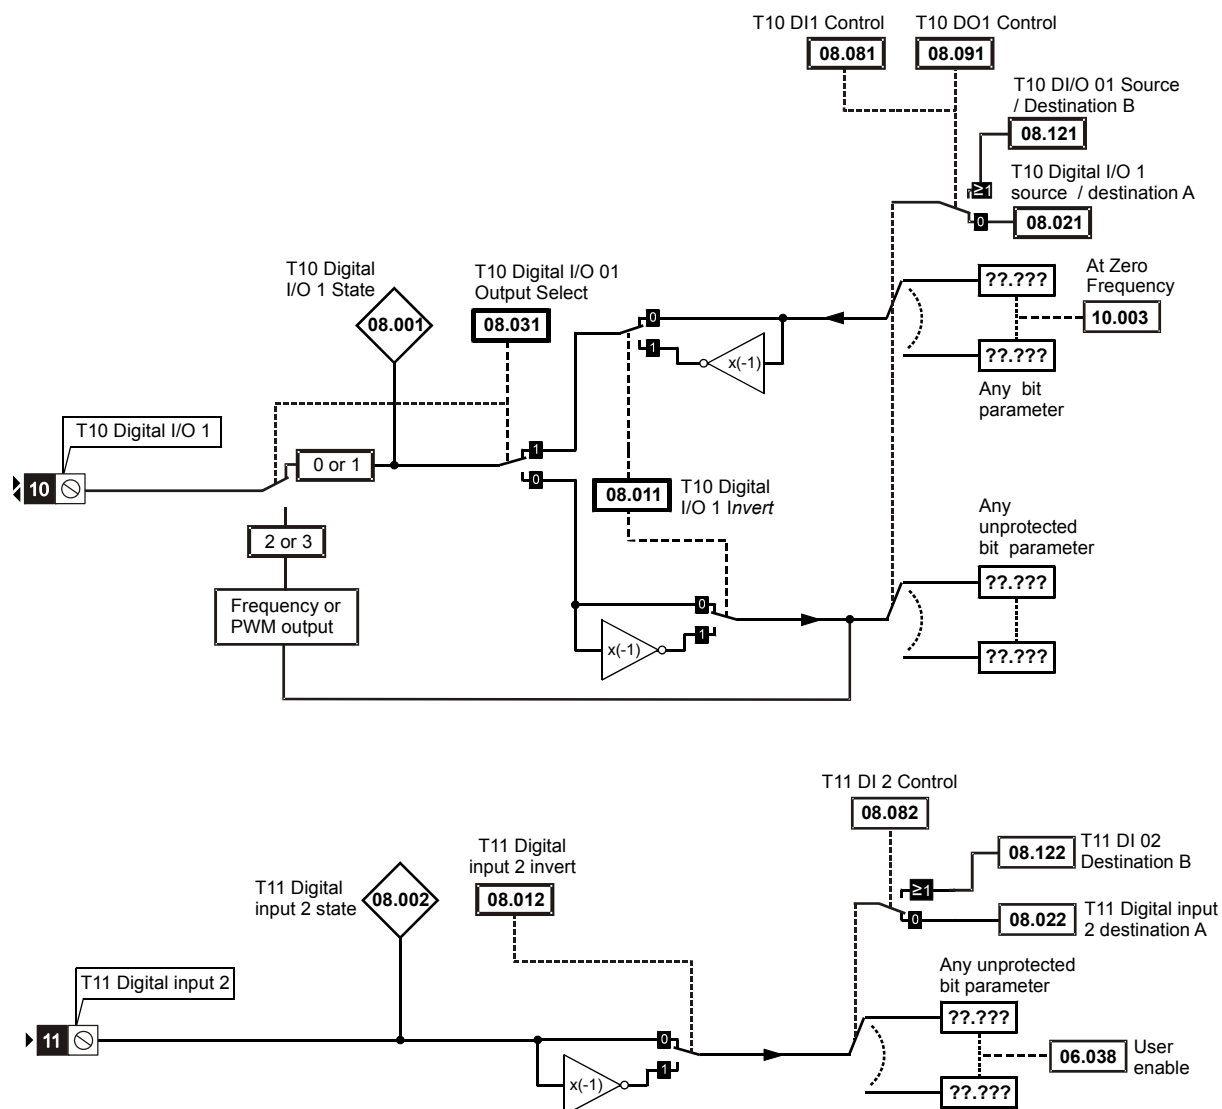 T10 DI1 Control
T10 DO1 Control
08.081
08.091
T10 DI/O 01 Source
/ Destination B
08.121
≥1
T10 Digital I/O 1
source / destination A
0
08.021
T10 Digital
I/O 1 State
08.001
T10 Digital I/O 01
Output Select
08.031
0
1
x(-1)
??.???
??.???
At Zero
Frequency
10.003
Any bit
parameter
T10 Digital I/O 1
10
0 or 1
1
0
08.011
T10 Digital
I/O 1 Invert
2 or 3
Frequency or
PWM output
0
1
x(-1)
Any
unprotected
bit parameter
??.???
??.???
T11 DI 2 Control
08.082
≥1
08.122
T11 DI 02
Destination B
0
08.022
T11 Digital input
2 destination A
T11 Digital
input 2 state
08.002
T11 Digital
input 2 invert
08.012
T11 Digital input 2
11
0
1
x(-1)
Any unprotected
bit parameter
??.???
??.???
06.038
User
enable